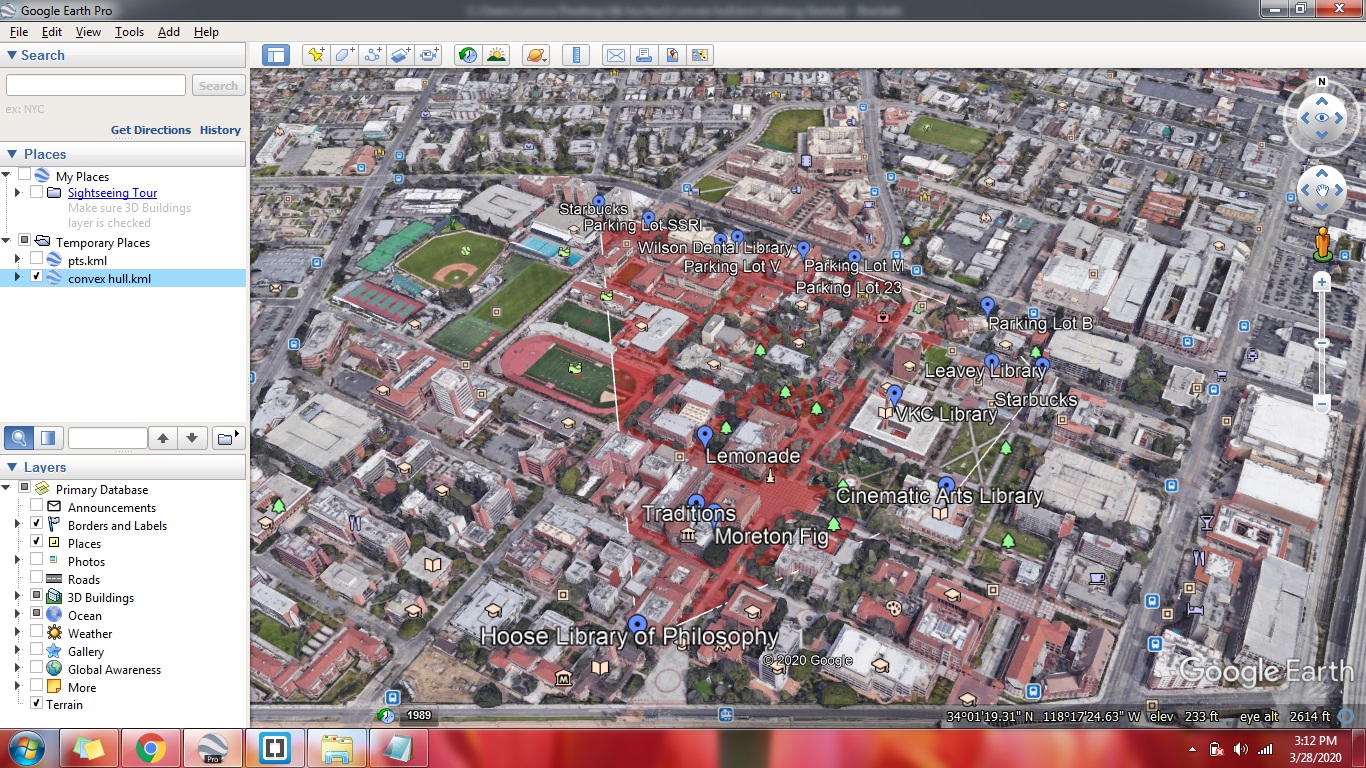 Google Earth Pro
File Edit View Tools Add Help
Search
Search
ex: NYC
Get Directions History
Places
My Places
Sightseeing Tour
Make sure 3D Buildings
layer is checked
Temporary Places
pts.kml
convex hull.kml
Layers
Primary Database
Announcements
Borders and Labels
Places
Photos
Roads
3D Buildings
Ocean
Weather
Gallery
Global Awareness
More
Terrain
N
Starbucks
Parking Lot SSRI
Wilson Dental Library
Parking Lot V
Parking Lot M
Parking Lot 23
Parking Lot B
Leavey Library
Starbucks
VKC Library
Lemonade
Cinematic Arts Library
Traditions
Moreton Fig
Hoose Library of Philosophy
© 2020 Google
Google Earth
1989
34°01'19.31" N 118°17'24.63" W elev 233 ft eye alt 2614 ft
Pro
3:12 PM
3/28/2020